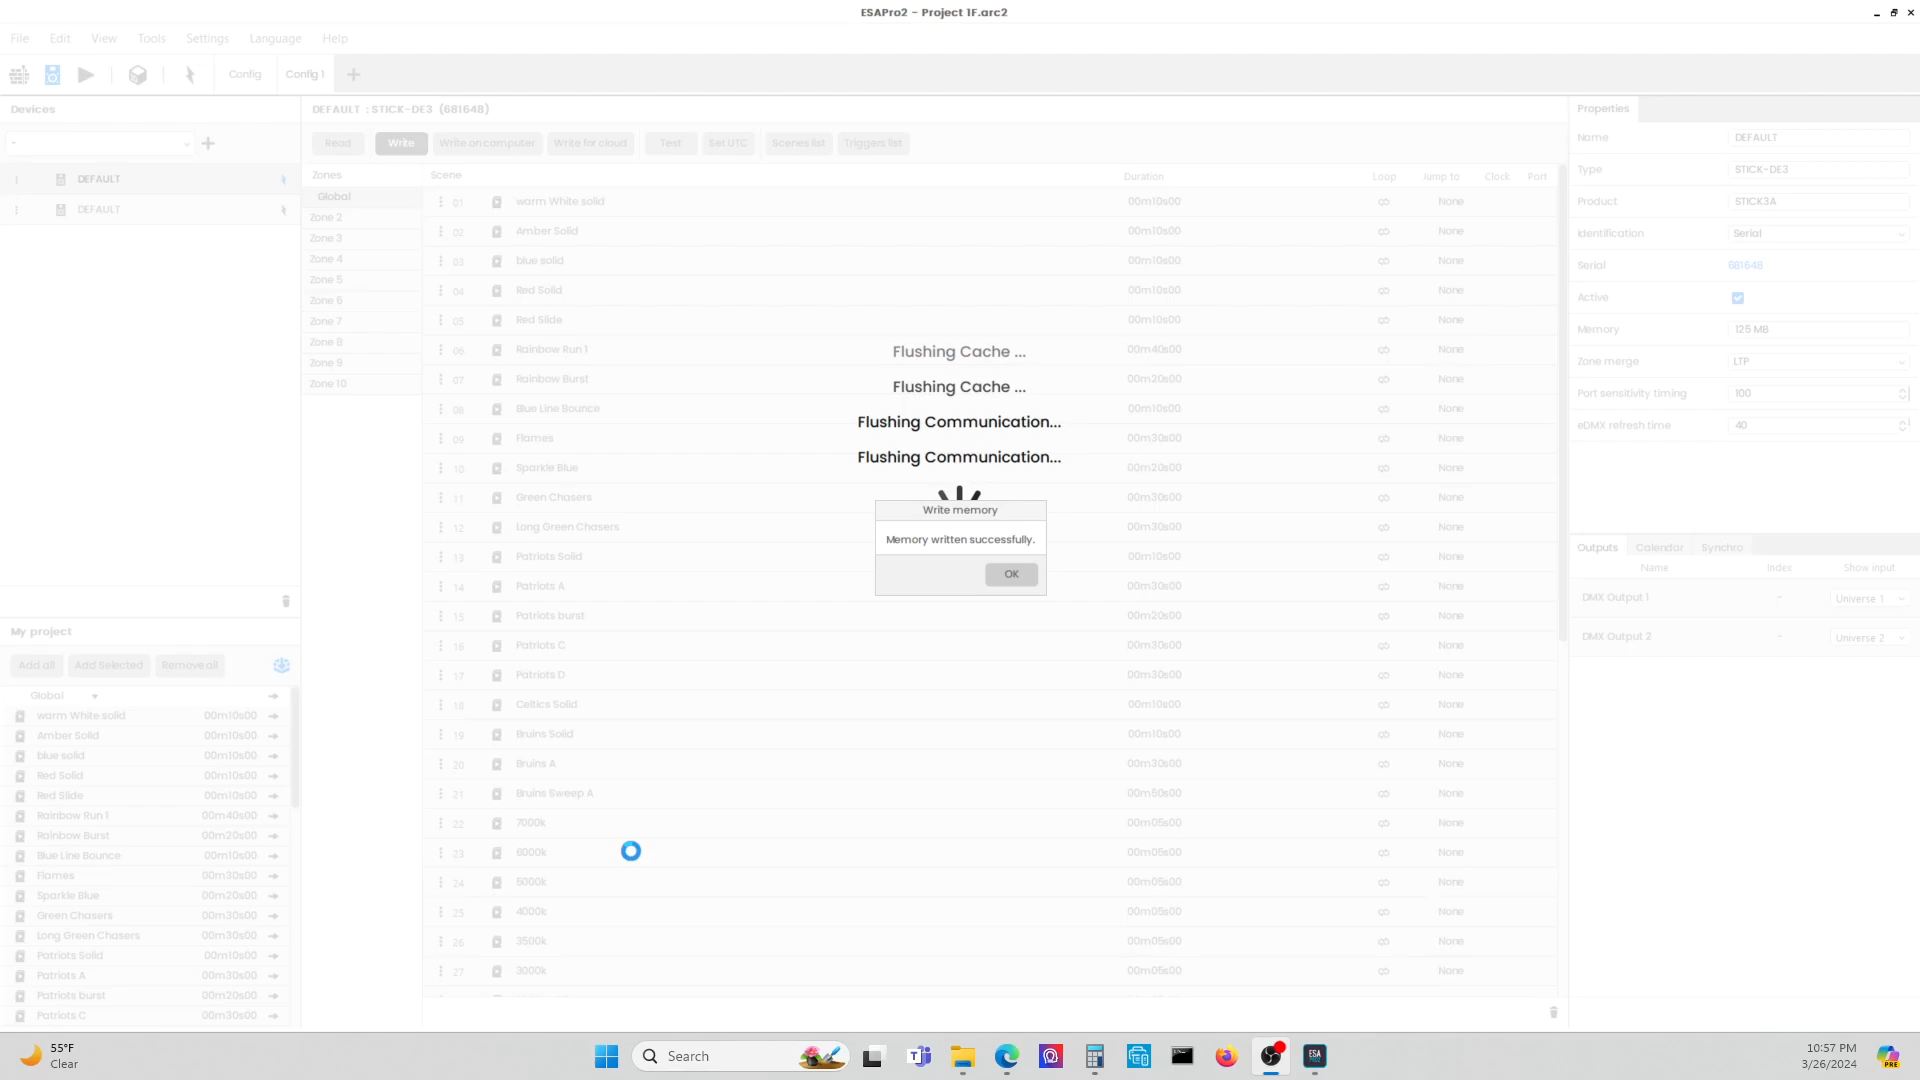 ESAPro2 - Project 1F.arc2
File Edit View Tools Settings Language Help
Config Config 1
Devices
DEFAULT
DEFAULT
My project
Add all Add Selected Remove all
Global
warm White solid 00m10s00
Amber Solid 00m10s00
blue solid 00m10s00
Red Solid 00m10s00
Red Slide 00m10s00
Rainbow Run 1 00m40s00
Rainbow Burst 00m20s00
Blue Line Bounce 00m10s00
Flames 00m30s00
Sparkle Blue 00m20s00
Green Chasers 00m30s00
Long Green Chasers 00m30s00
Patriots Solid 00m10s00
Patriots A 00m30s00
Patriots burst 00m20s00
Patriots C 00m30s00
DEFAULT : STICK-DE3 (681648)
Read Write Write on computer Write for cloud Test Set UTC Scenes list Triggers list
Zones
Global
Zone 2
Zone 3
Zone 4
Zone 5
Zone 6
Zone 7
Zone 8
Zone 9
Zone 10
Scene Duration Loop Jump to Clock Port
01 warm White solid 00m10s00 None
02 Amber Solid 00m10s00 None
03 blue solid 00m10s00 None
04 Red Solid 00m10s00 None
05 Red Slide 00m10s00 None
06 Rainbow Run 1 00m40s00 None
07 Rainbow Burst 00m20s00 None
08 Blue Line Bounce 00m10s00 None
09 Flames 00m30s00 None
10 Sparkle Blue 00m20s00 None
11 Green Chasers 00m30s00 None
12 Long Green Chasers 00m30s00 None
13 Patriots Solid 00m10s00 None
14 Patriots A 00m30s00 None
15 Patriots burst 00m20s00 None
16 Patriots C 00m30s00 None
17 Patriots D 00m30s00 None
18 Celtics Solid 00m10s00 None
19 Bruins Solid 00m10s00 None
20 Bruins A 00m30s00 None
21 Bruins Sweep A 00m50s00 None
22 7000k 00m05s00 None
23 6000k 00m05s00 None
24 5000k 00m05s00 None
25 4000k 00m05s00 None
26 3500k 00m05s00 None
27 3000k 00m05s00 None
Flushing Cache ...
Flushing Cache ...
Flushing Communication...
Flushing Communication...
Write memory
Memory written successfully.
OK
Properties
Name DEFAULT
Type STICK-DE3
Product STICK3A
Identification Serial
Serial 681648
Active
Memory 125 MB
Zone merge LTP
Port sensitivity timing 100
eDMX refresh time 40
Outputs Calendar Synchro
Name Index Show input
DMX Output 1 - Universe 1
DMX Output 2 - Universe 2
55°F
Clear
Search
ESA
10:57 PM
3/26/2024
PRE